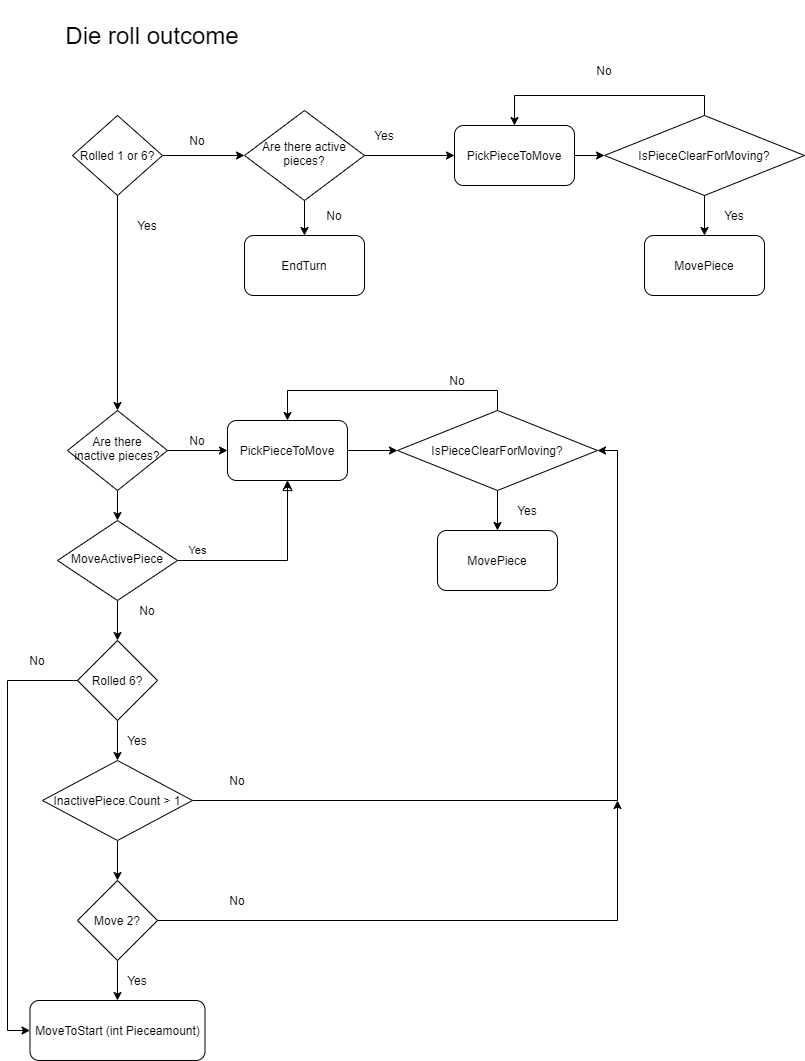 Die roll outcome
No
Rolled 1 or 6?
No
Are there active
pieces?
Yes
PickPieceToMove
IsPieceClearForMoving?
Yes
No
Yes
EndTurn
MovePiece
No
Are there
inactive pieces?
No
PickPieceToMove
IsPieceClearForMoving?
Yes
MoveActivePiece
Yes
MovePiece
No
No
Rolled 6?
Yes
No
InactivePiece.Count > 1
No
Move 2?
Yes
MoveToStart (int Pieceamount)